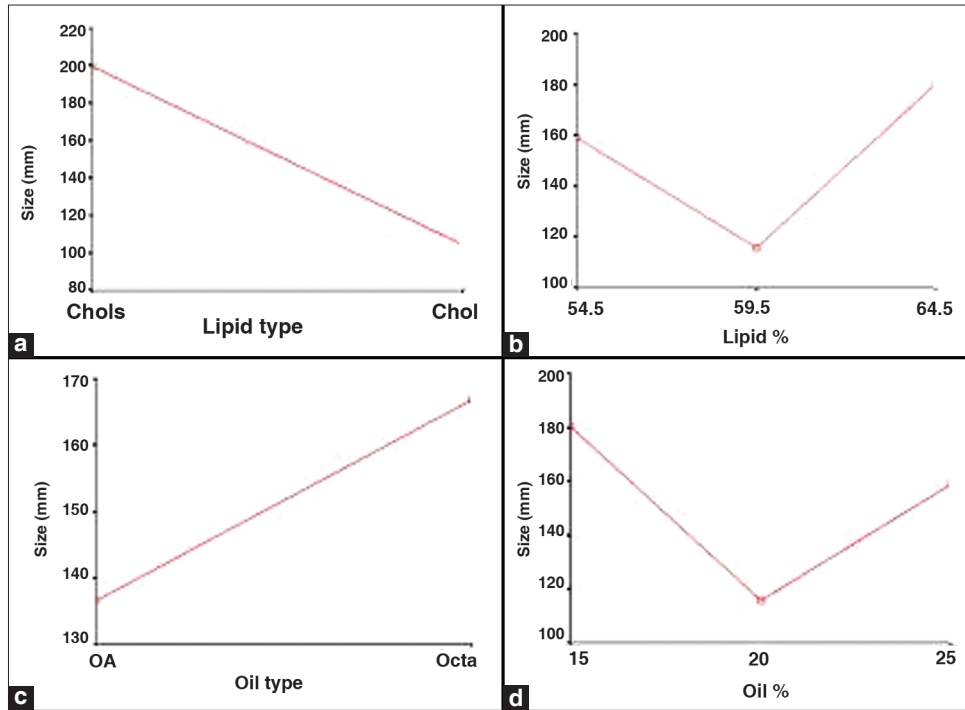 220
200
180
160
140
120
100
80
Size (mm)
Chols
Chol
Lipid type
a
200
180
160
140
120
100
Size (mm)
54.5
59.5
64.5
Lipid %
b
170
160
150
140
130
Size (mm)
OA
Octa
Oil type
c
200
180
160
140
120
100
Size (mm)
15
20
25
Oil %
d